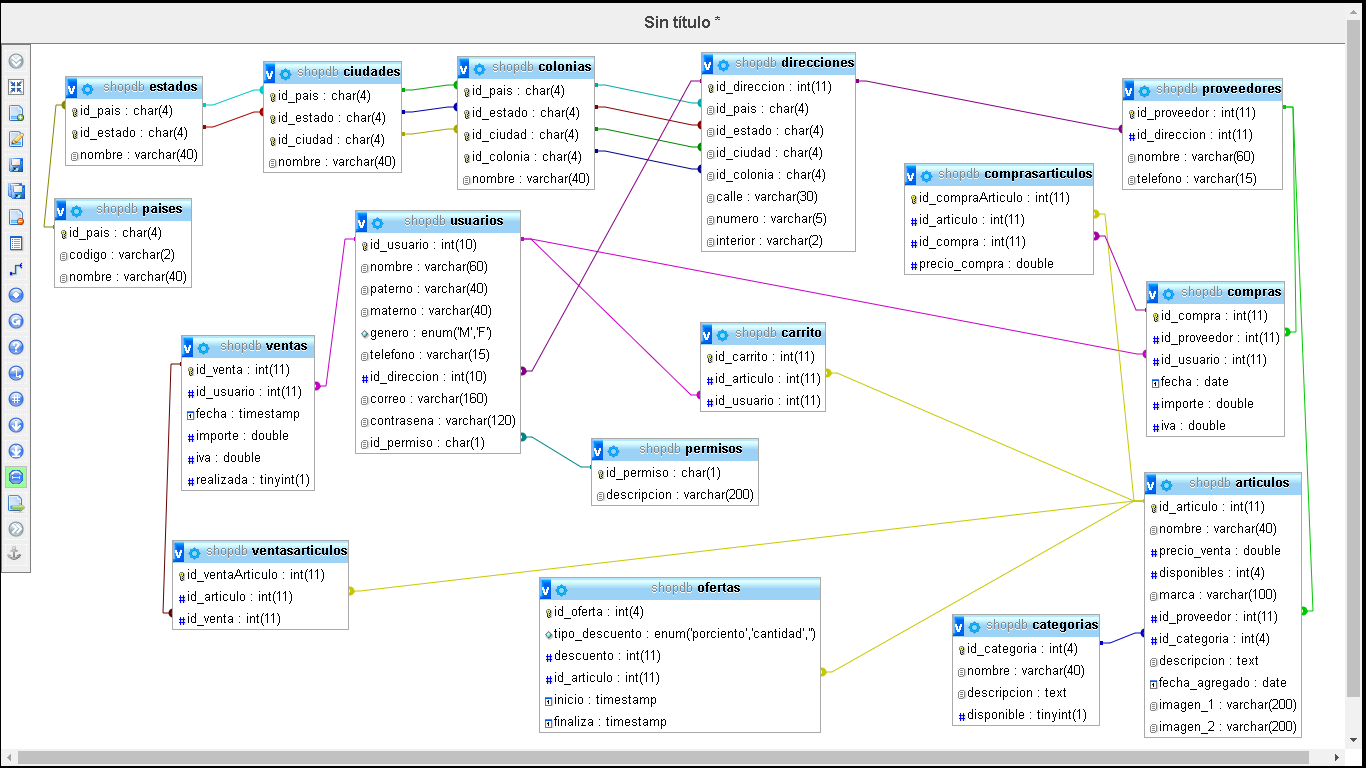 Sin título *
shopdb estados
id_pais : char(4)
id_estado : char(4)
nombre : varchar(40)
shopdb ciudades
id_pais : char(4)
id_estado : char(4)
id_ciudad : char(4)
nombre : varchar(40)
shopdb colonias
id_pais : char(4)
id_estado : char(4)
id_ciudad : char(4)
id_colonia : char(4)
nombre : varchar(40)
shopdb direcciones
id_direccion : int(11)
id_pais : char(4)
id_estado : char(4)
id_ciudad : char(4)
id_colonia : char(4)
calle : varchar(30)
numero : varchar(5)
interior : varchar(2)
shopdb proveedores
id_proveedor : int(11)
id_direccion : int(11)
nombre : varchar(60)
telefono : varchar(15)
shopdb paises
id_pais : char(4)
codigo : varchar(2)
nombre : varchar(40)
shopdb usuarios
id_usuario : int(10)
nombre : varchar(60)
paterno : varchar(40)
materno : varchar(40)
genero : enum('M','F')
telefono : varchar(15)
id_direccion : int(10)
correo : varchar(160)
contrasena : varchar(120)
id_permiso : char(1)
shopdb comprasarticulos
id_compraArticulo : int(11)
id_articulo : int(11)
id_compra : int(11)
precio_compra : double
shopdb compras
id_compra : int(11)
id_proveedor : int(11)
id_usuario : int(11)
fecha : date
importe : double
iva : double
shopdb ventas
id_venta : int(11)
id_usuario : int(11)
fecha : timestamp
importe : double
iva : double
realizada : tinyint(1)
shopdb carrito
id_carrito : int(11)
id_articulo : int(11)
id_usuario : int(11)
shopdb permisos
id_permiso : char(1)
descripcion : varchar(200)
shopdb articulos
id_articulo : int(11)
nombre : varchar(40)
precio_venta : double
disponibles : int(4)
marca : varchar(100)
id_proveedor : int(11)
id_categoria : int(4)
descripcion : text
fecha_agregado : date
imagen_1 : varchar(200)
imagen_2 : varchar(200)
shopdb ventasarticulos
id_ventaArticulo : int(11)
id_articulo : int(11)
id_venta : int(11)
shopdb ofertas
id_oferta : int(4)
tipo_descuento : enum('porciento','cantidad','')
descuento : int(11)
id_articulo : int(11)
inicio : timestamp
finaliza : timestamp
shopdb categorias
id_categoria : int(4)
nombre : varchar(40)
descripcion : text
disponible : tinyint(1)